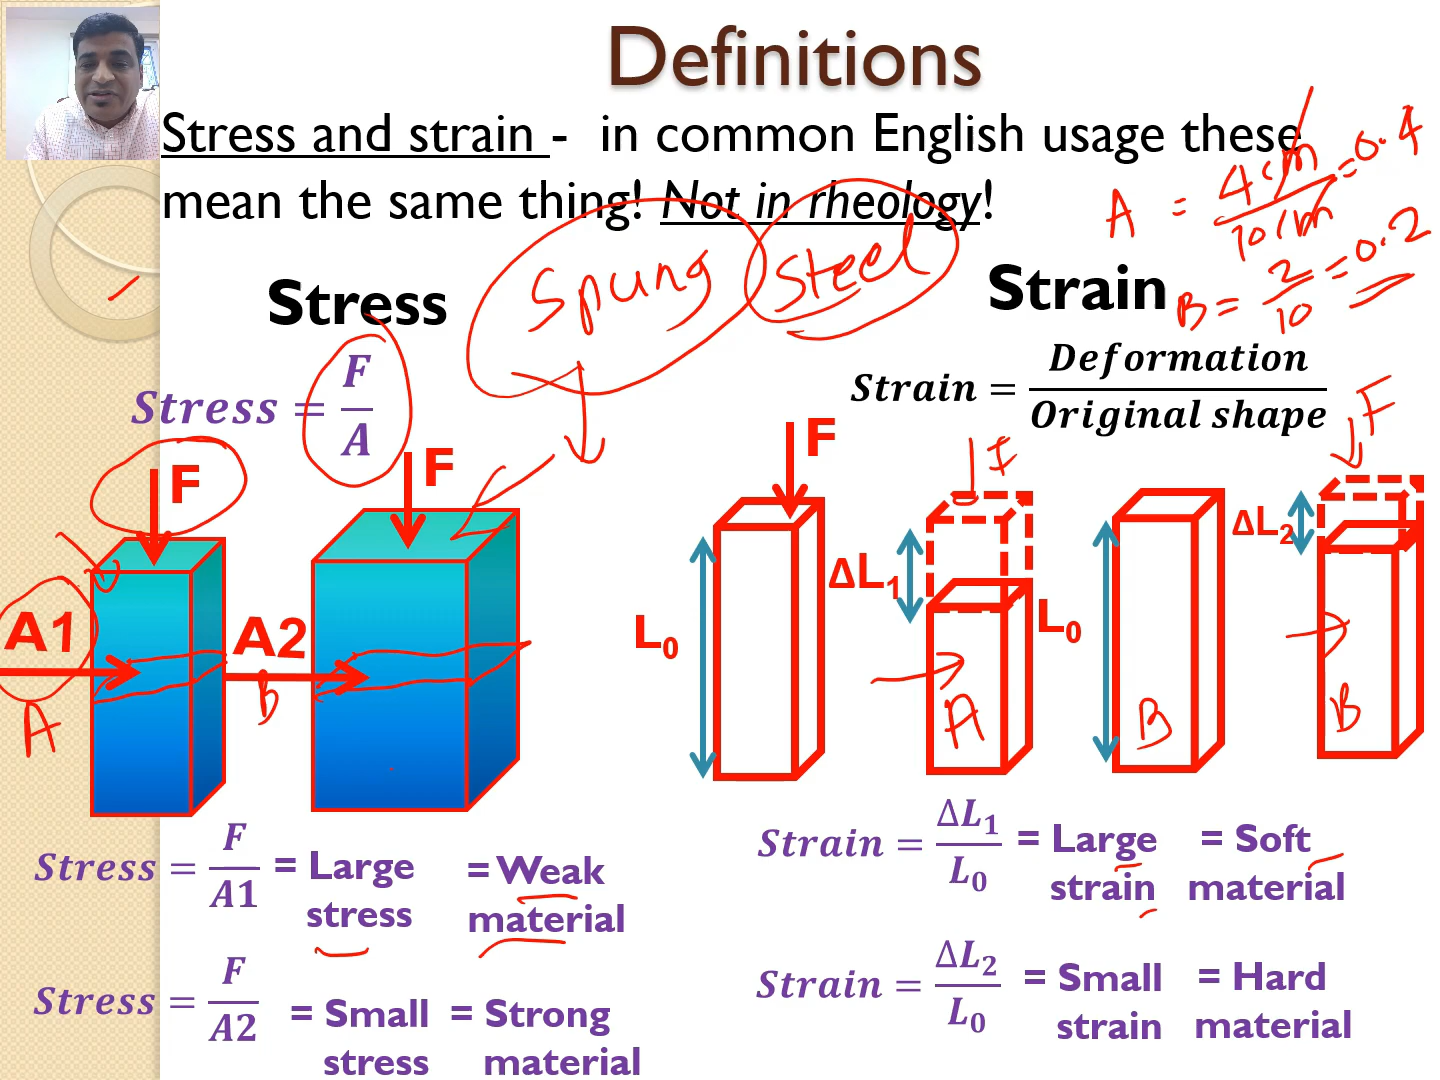 Definitions
Stress and strain - in common English usage these
mean the same thing! Not in rheology!
A = 4cm/10cm = 0.4
B = 2/10 = 0.2
Spung
Steel
Stress
Strain
Stress = F/A
Strain = Deformation/Original shape
F
F
F
F
F
A1
A
A2
B
L₀
ΔL₁
A
L₀
B
ΔL₂
B
Stress = F/A1 = Large stress = Weak material
Stress = F/A2 = Small stress = Strong material
Strain = ΔL₁/L₀ = Large strain = Soft material
Strain = ΔL₂/L₀ = Small strain = Hard material